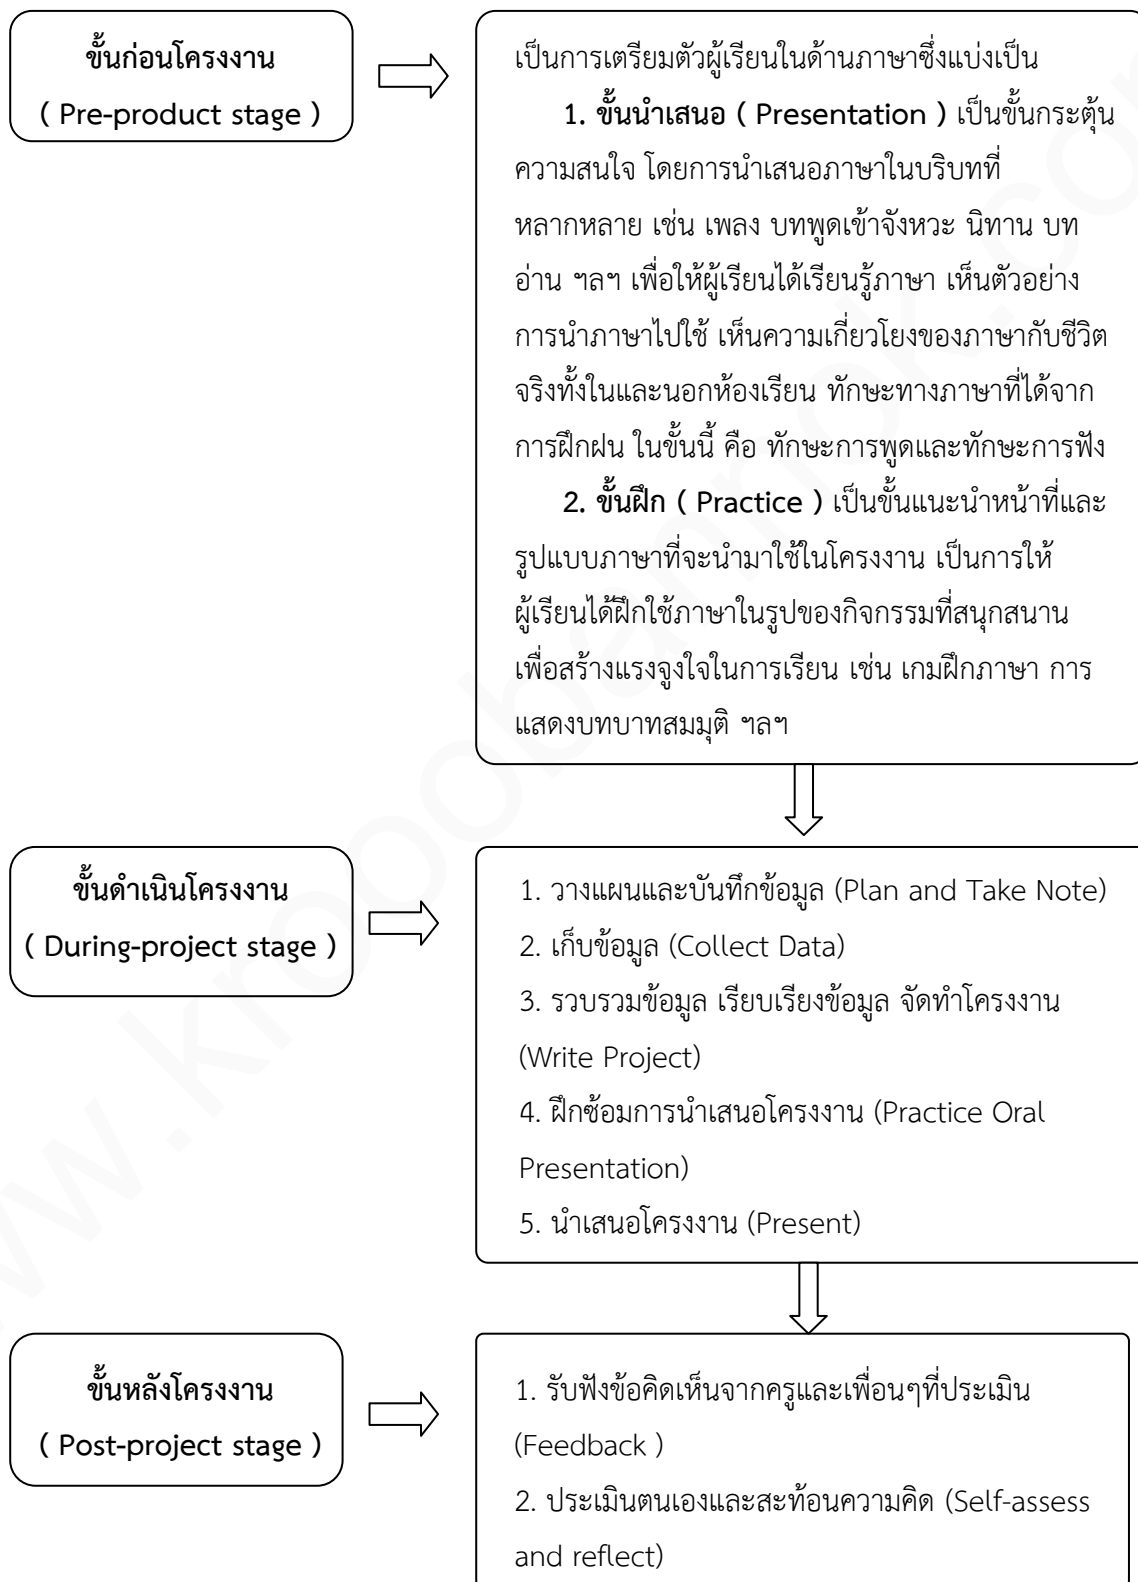 ขั้นก่อนโครงงาน
( Pre-product stage )
เป็นการเตรียมตัวผู้เรียนในด้านภาษาซึ่งแบ่งเป็น
1. ขั้นนำเสนอ ( Presentation ) เป็นขั้นกระตุ้น
ความสนใจ โดยการนำเสนอภาษาในบริบทที่
หลากหลาย เช่น เพลง บทพูดเข้าจังหวะ นิทาน บท
อ่าน ฯลฯ เพื่อให้ผู้เรียนได้เรียนรู้ภาษา เห็นตัวอย่าง
การนำภาษาไปใช้ เห็นความเกี่ยวโยงของภาษากับชีวิต
จริงทั้งในและนอกห้องเรียน ทักษะทางภาษาที่ได้จาก
การฝึกฝน ในขั้นนี้ คือ ทักษะการพูดและทักษะการฟัง
2. ขั้นฝึก ( Practice ) เป็นขั้นแนะนำหน้าที่และ
รูปแบบภาษาที่จะนำมาใช้ในโครงงาน เป็นการให้
ผู้เรียนได้ฝึกใช้ภาษาในรูปของกิจกรรมที่สนุกสนาน
เพื่อสร้างแรงจูงใจในการเรียน เช่น เกมฝึกภาษา การ
แสดงบทบาทสมมุติ ฯลฯ
ขั้นดำเนินโครงงาน
( During-project stage )
1. วางแผนและบันทึกข้อมูล (Plan and Take Note)
2. เก็บข้อมูล (Collect Data)
3. รวบรวมข้อมูล เรียบเรียงข้อมูล จัดทำโครงงาน
(Write Project)
4. ฝึกซ้อมการนำเสนอโครงงาน (Practice Oral
Presentation)
5. นำเสนอโครงงาน (Present)
ขั้นหลังโครงงาน
( Post-project stage )
1. รับฟังข้อคิดเห็นจากครูและเพื่อนๆที่ประเมิน
(Feedback )
2. ประเมินตนเองและสะท้อนความคิด (Self-assess
and reflect)